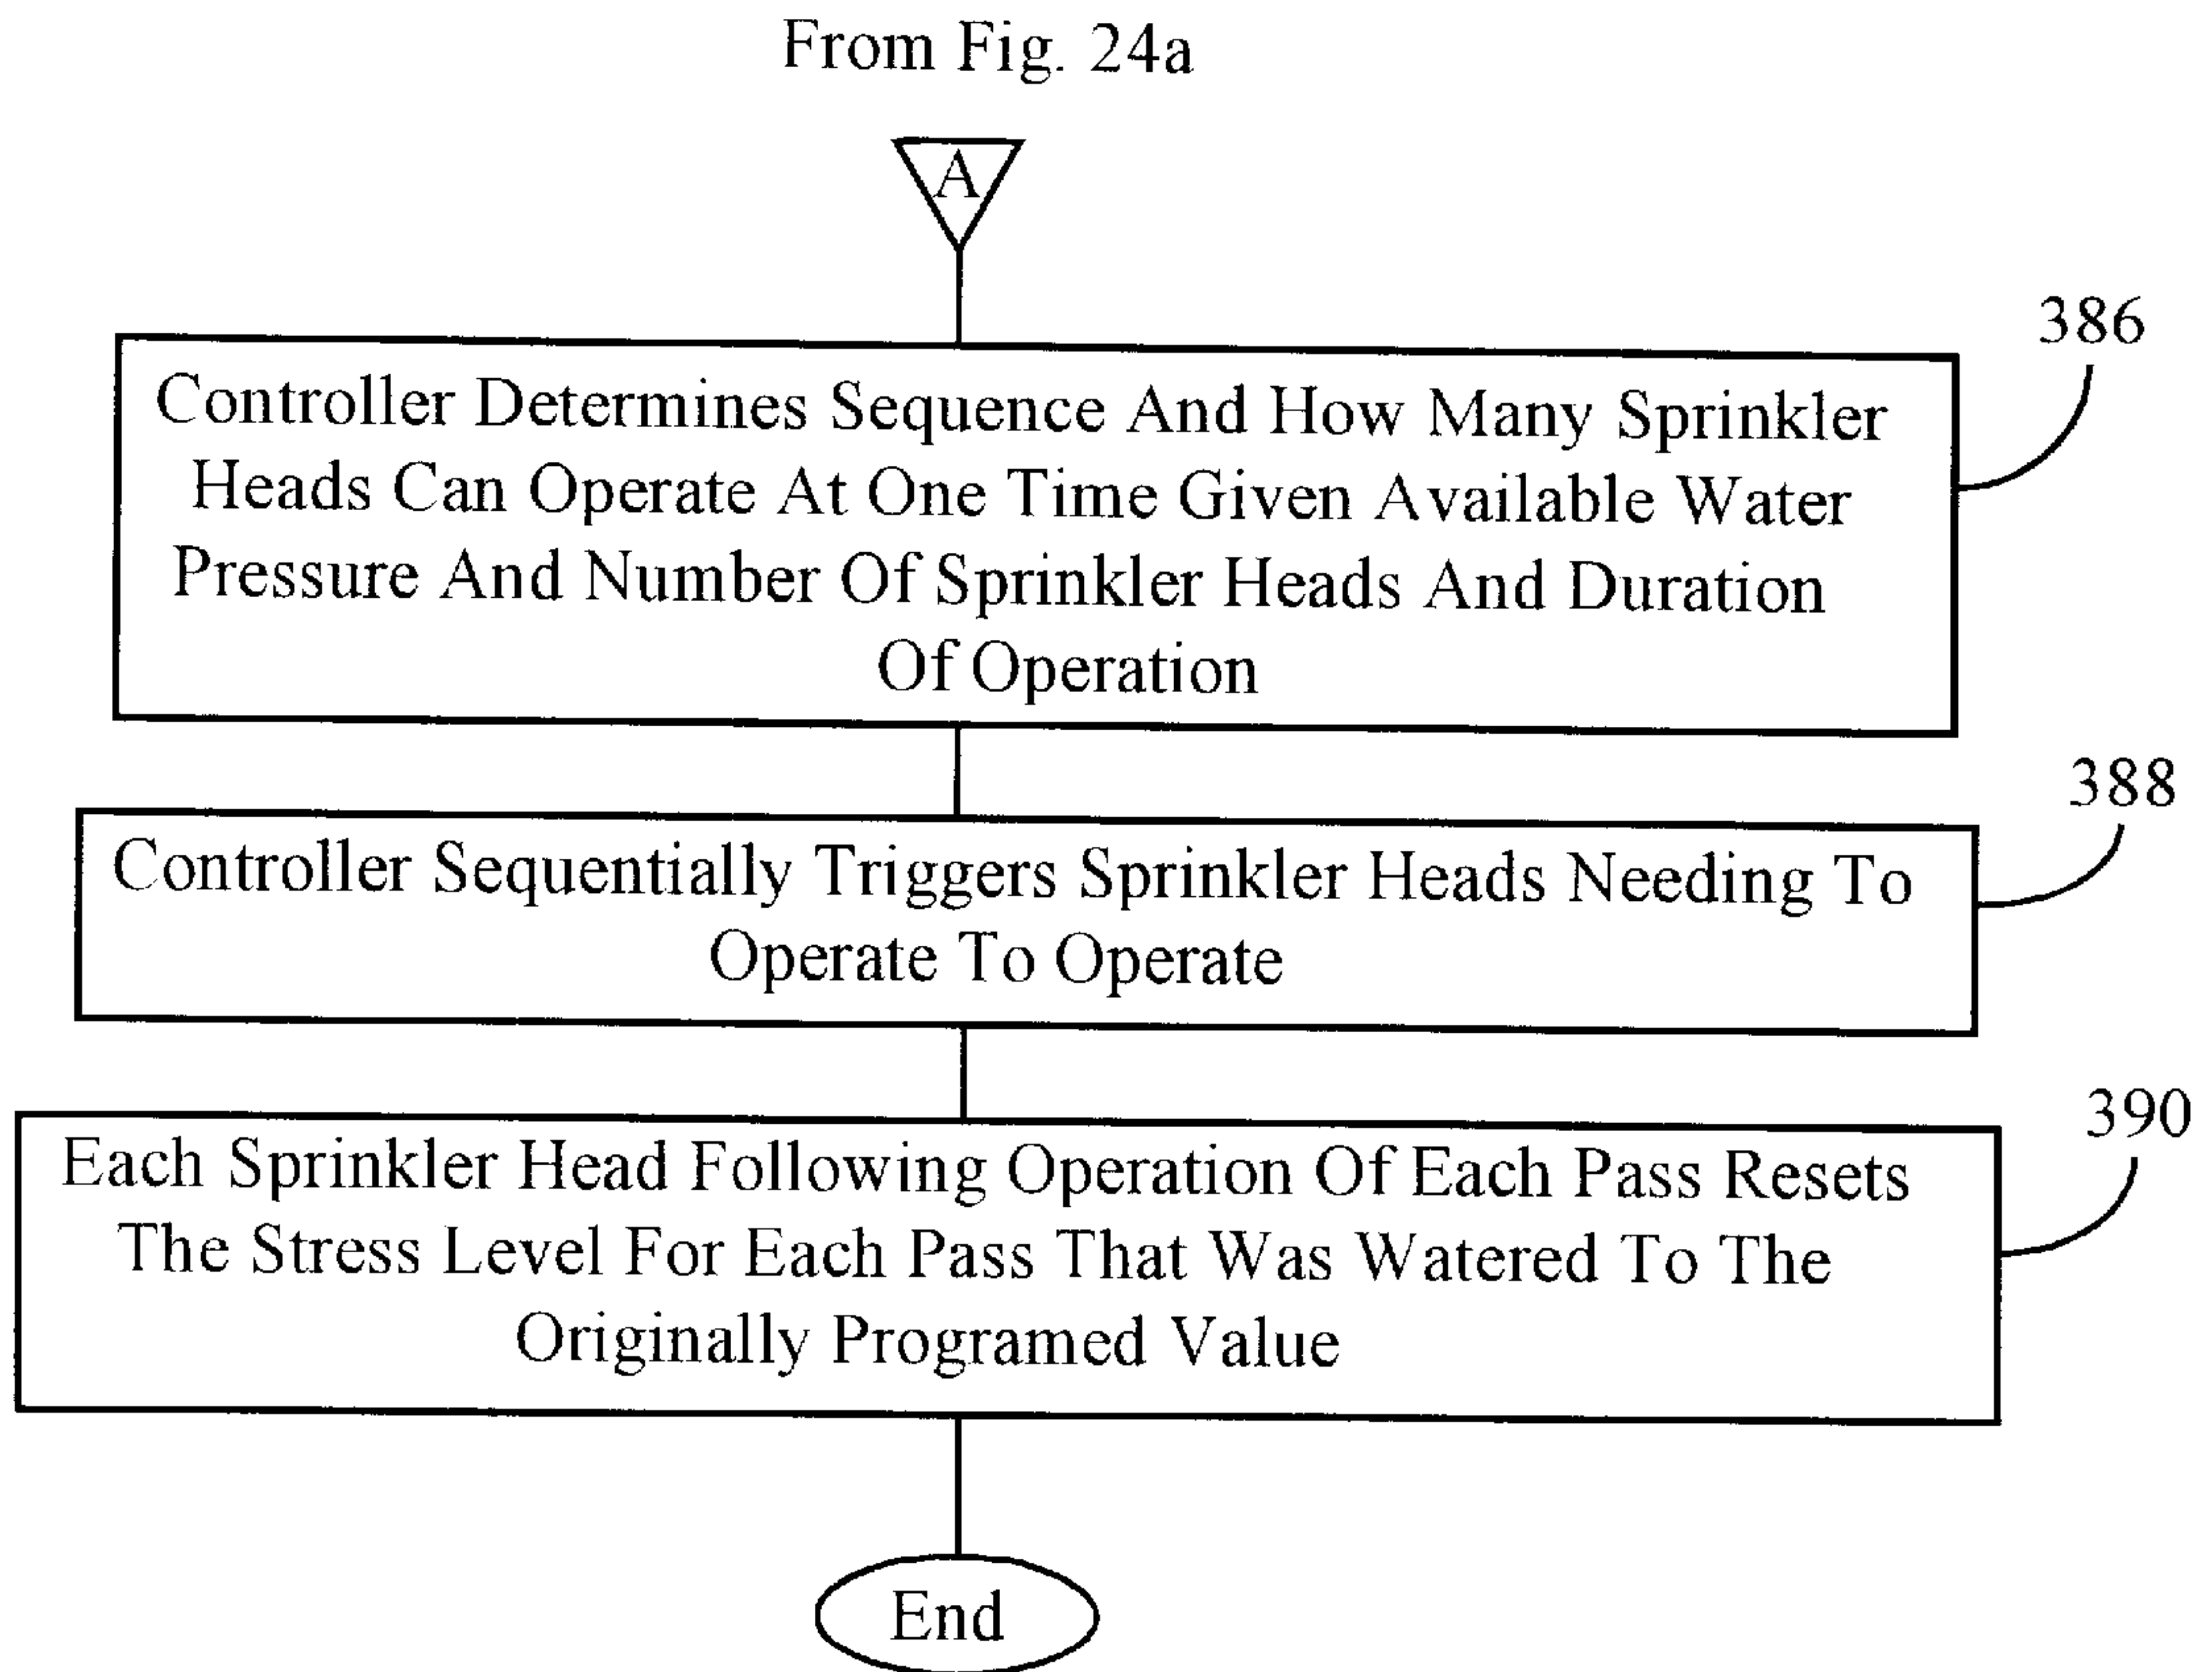 From Fig. 24a
A
386
Controller Determines Sequence And How Many Sprinkler
Heads Can Operate At One Time Given Available Water
Pressure And Number Of Sprinkler Heads And Duration
Of Operation
388
Controller Sequentially Triggers Sprinkler Heads Needing To
Operate To Operate
390
Each Sprinkler Head Following Operation Of Each Pass Resets
The Stress Level For Each Pass That Was Watered To The
Originally Programed Value
End